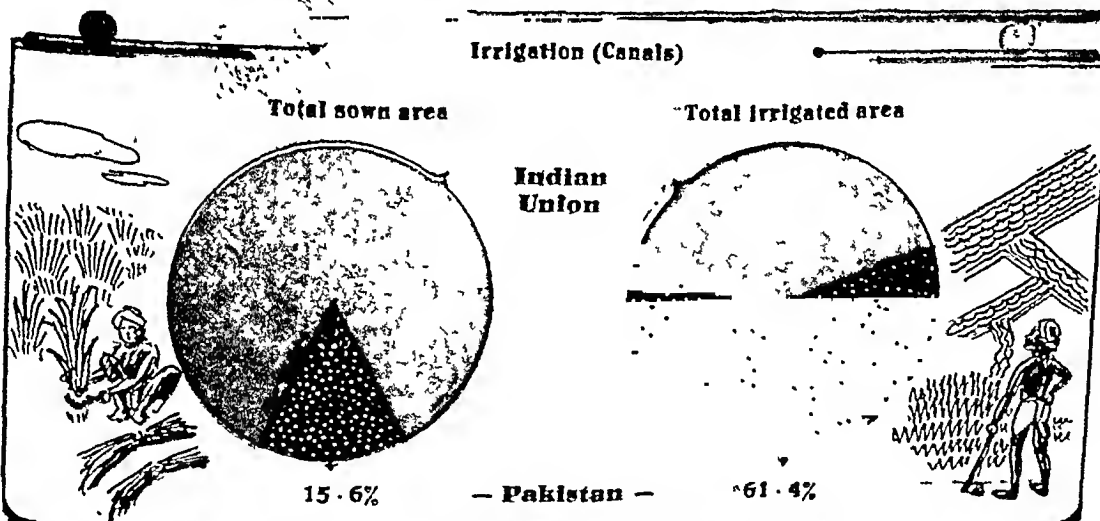 Irrigation (Canals)
Total sown area
Total irrigated area
Indian
Union
15·6%
— Pakistan —
61·4%